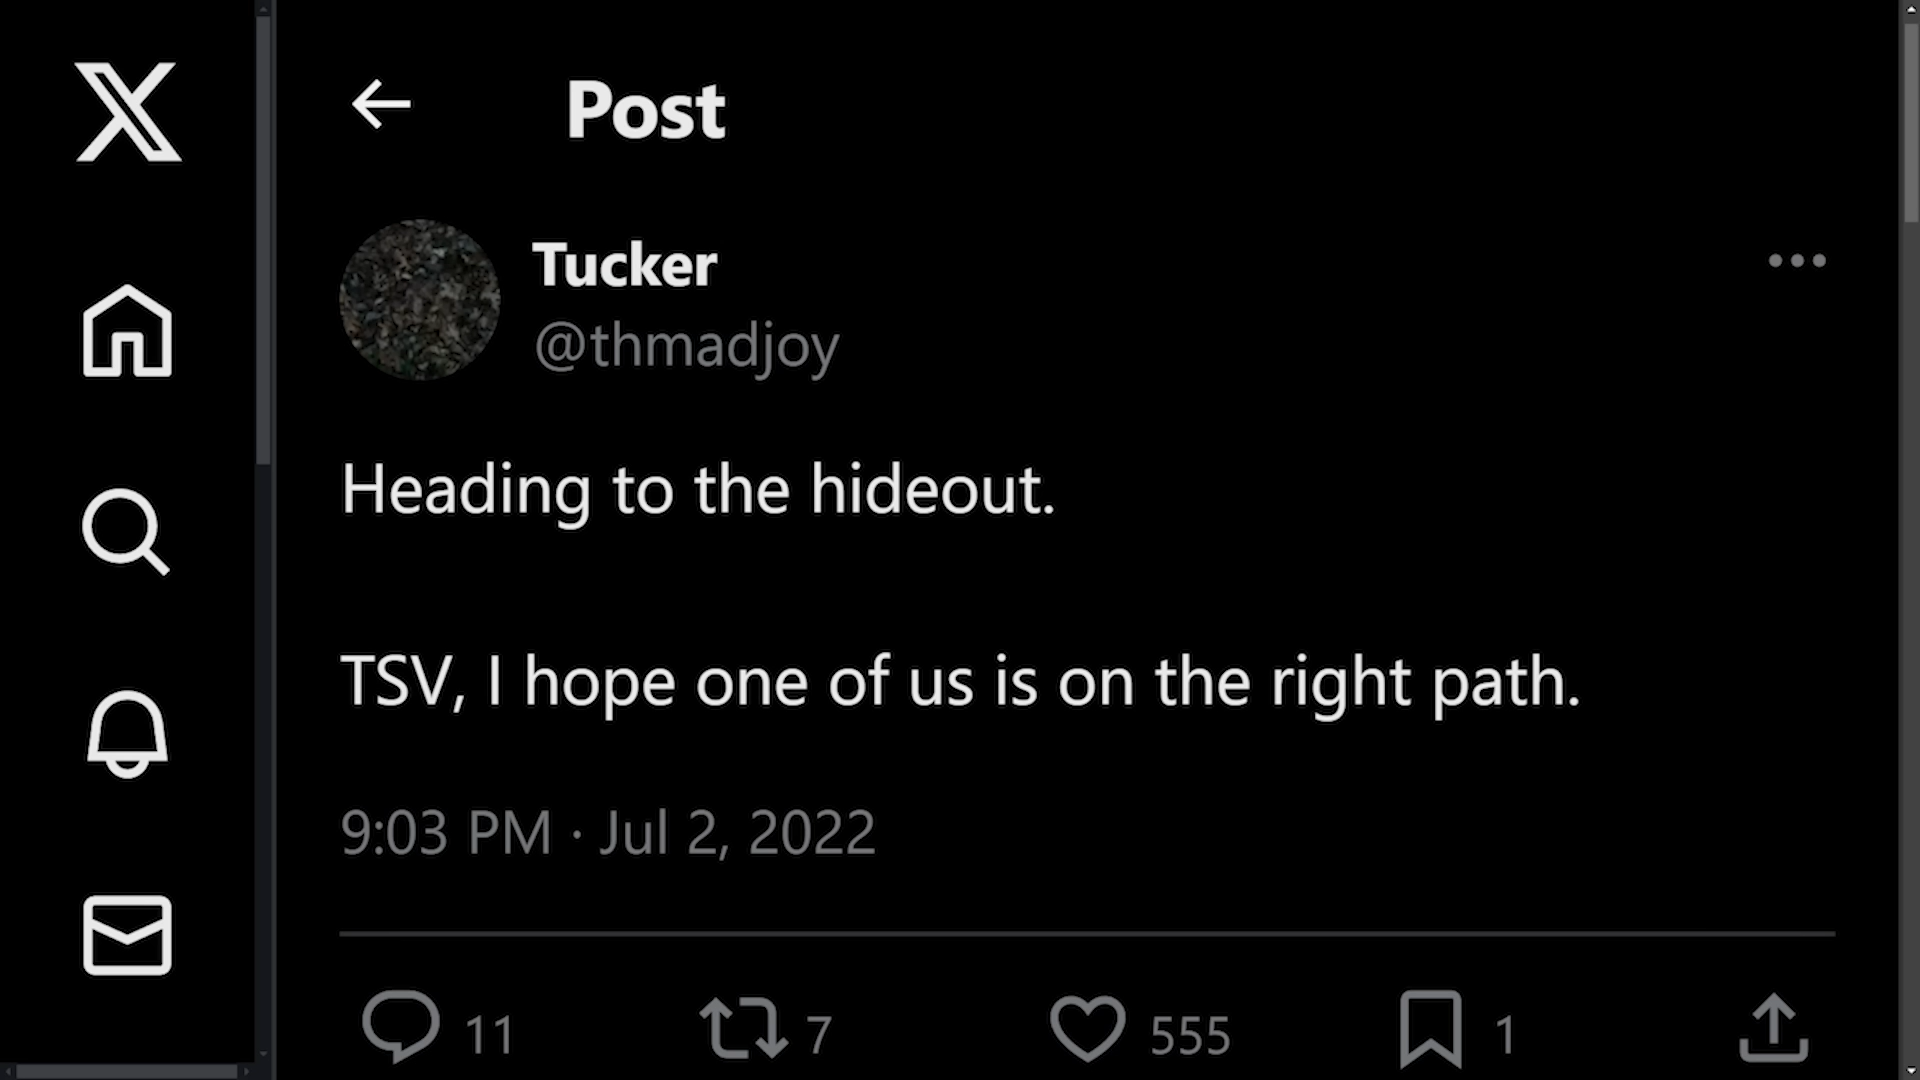 Post
Tucker
@thmadjoy
Heading to the hideout.
TSV, I hope one of us is on the right path.
9:03 PM · Jul 2, 2022
11 7 555 1